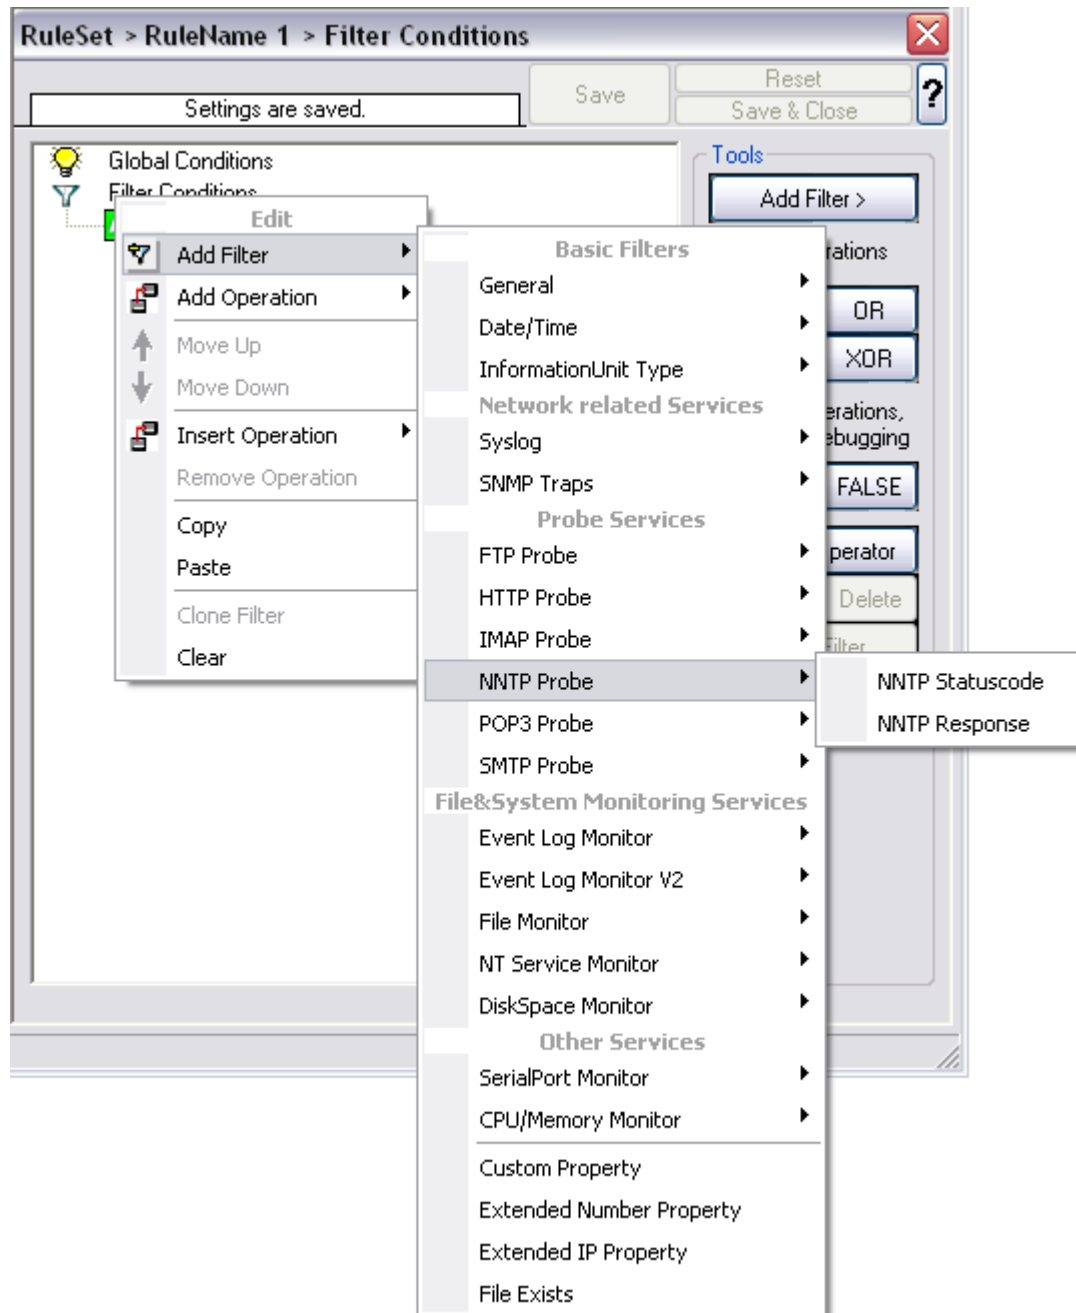 RuleSet > RuleName 1 > Filter Conditions
Settings are saved.
Save
Reset
Save & Close
?
Global Conditions
Filter Conditions
Tools
Add Filter >
OR
XOR
FALSE
Delete
Edit
Add Filter
Add Operation
Move Up
Move Down
Insert Operation
Remove Operation
Copy
Paste
Clone Filter
Clear
Basic Filters
General
Date/Time
InformationUnit Type
Network related Services
Syslog
SNMP Traps
Probe Services
FTP Probe
HTTP Probe
IMAP Probe
NNTP Probe
POP3 Probe
SMTP Probe
File&System Monitoring Services
Event Log Monitor
Event Log Monitor V2
File Monitor
NT Service Monitor
DiskSpace Monitor
Other Services
SerialPort Monitor
CPU/Memory Monitor
Custom Property
Extended Number Property
Extended IP Property
File Exists
NNTP Statuscode
NNTP Response